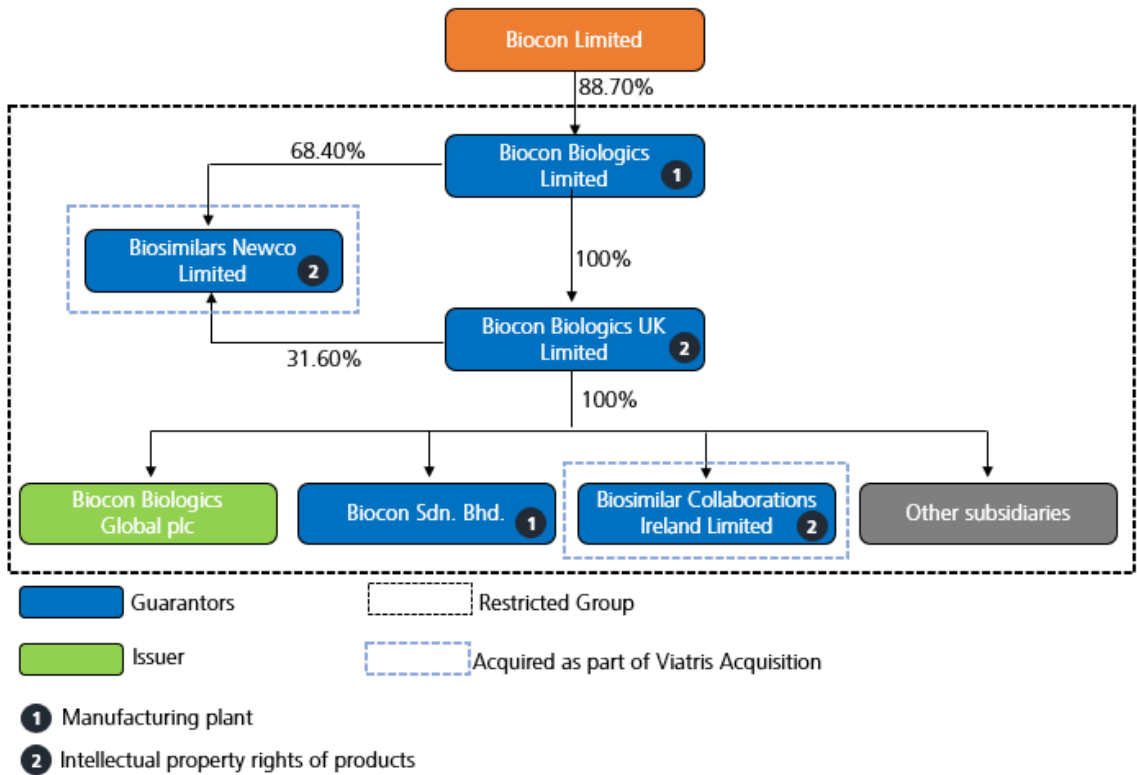 Biocon Limited
88.70%
Biocon Biologics
Limited
1
68.40%
Biosimilars Newco
Limited
2
100%
Biocon Biologics UK
Limited
2
31.60%
100%
Biocon Biologics
Global plc
Biocon Sdn. Bhd.
1
Biosimilar Collaborations
Ireland Limited
2
Other subsidiaries
Guarantors
Restricted Group
Issuer
Acquired as part of Viatris Acquisition
1 Manufacturing plant
2 Intellectual property rights of products